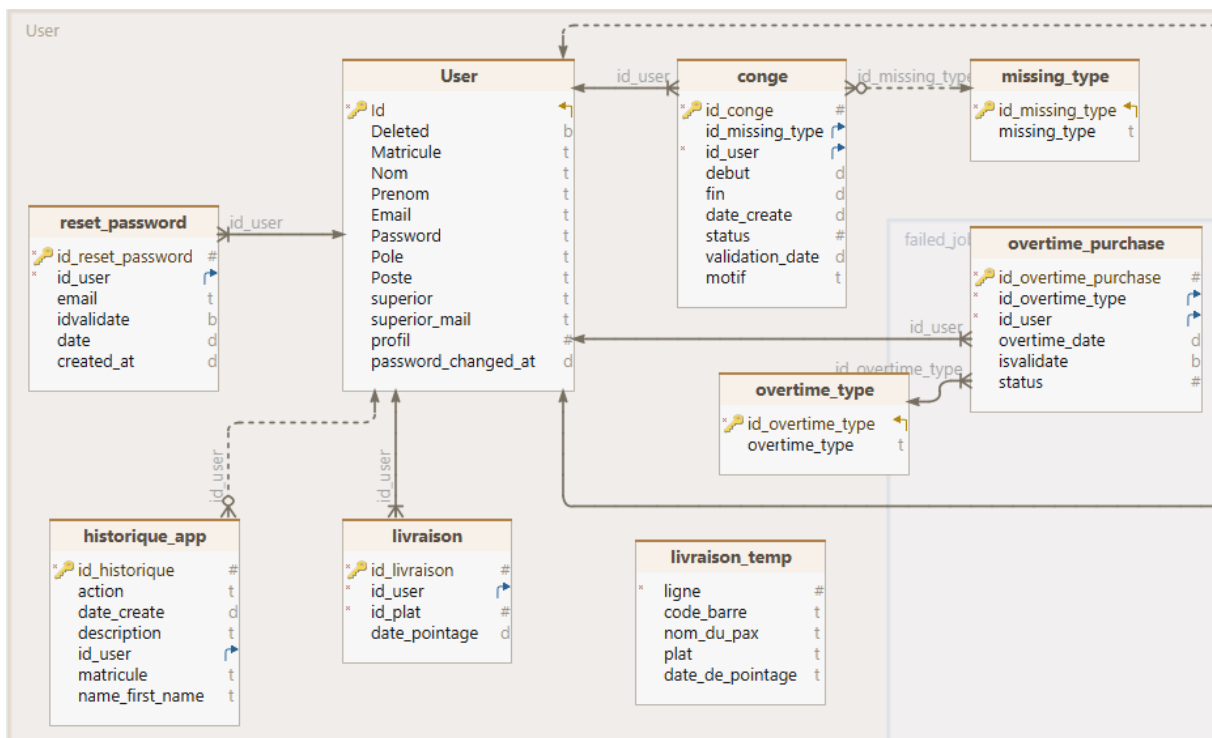 User
User
Id
Deleted b
Matricule t
Nom t
Prenom t
Email t
Password t
Pole t
Poste t
superior t
superior_mail t
profil #
password_changed_at d
id_user
conge
id_conge #
id_missing_type
id_user
debut d
fin d
date_create d
status #
validation_date d
motif t
id_missing_type
missing_type
id_missing_type
missing_type t
reset_password
id_reset_password #
id_user
email t
idvalidate b
date d
created_at d
id_user
failed_jo
overtime_purchase
id_overtime_purchase #
id_overtime_type
id_user
overtime_date d
isvalidate b
status #
id_user
id_overtime_type
overtime_type
id_overtime_type
overtime_type t
id_user
id_user
historique_app
id_historique #
action t
date_create d
description t
id_user
matricule t
name_first_name t
livraison
id_livraison #
id_user
id_plat #
date_pointage d
livraison_temp
ligne #
code_barre t
nom_du_pax t
plat t
date_de_pointage t